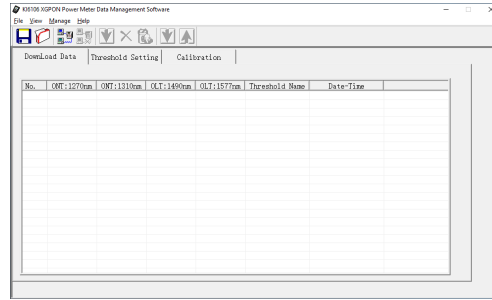 KI6106 XGPON Power Meter Data Management Software
File View Manage Help
DownLoad Data Threshold Setting Calibration
No. ONT:1270nm ONT:1310nm OLT:1490nm OLT:1577nm Threshold Name Date-Time